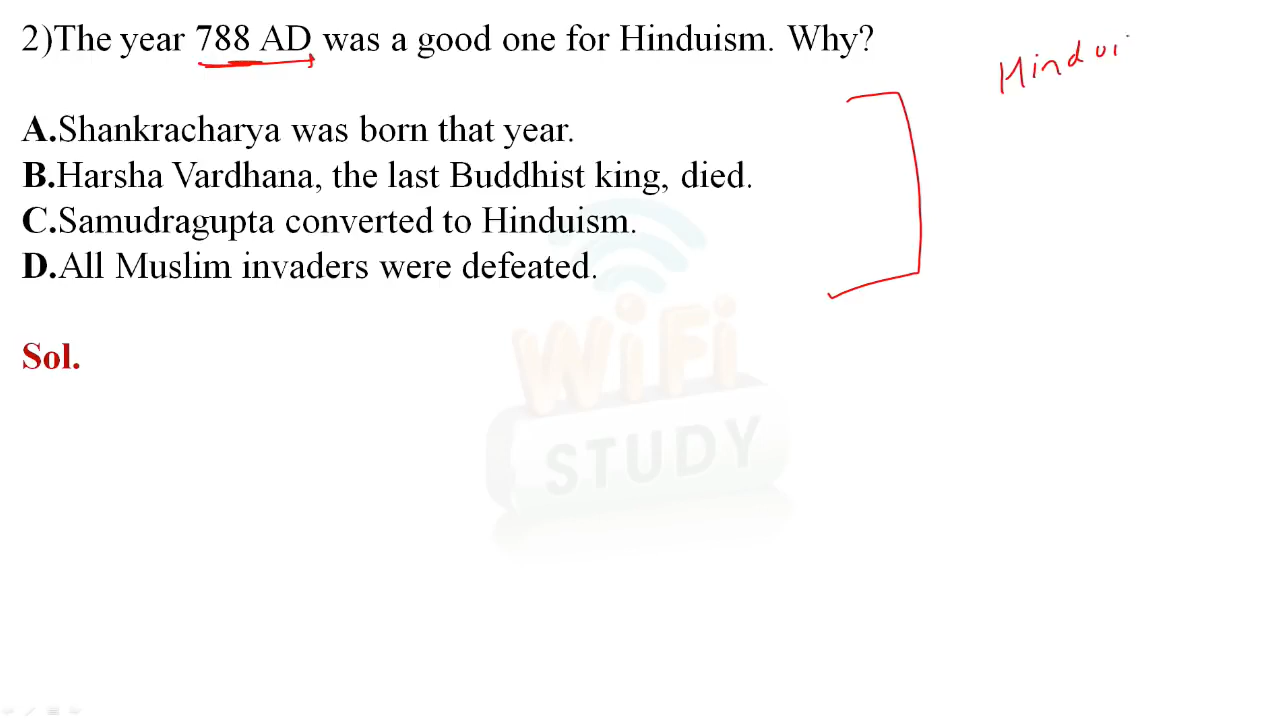 2)The year 788 AD was a good one for Hinduism. Why?
Hindui
A.Shankracharya was born that year.
B.Harsha Vardhana, the last Buddhist king, died.
C.Samudragupta converted to Hinduism.
D.All Muslim invaders were defeated.
Sol.
WiFi
STUDY